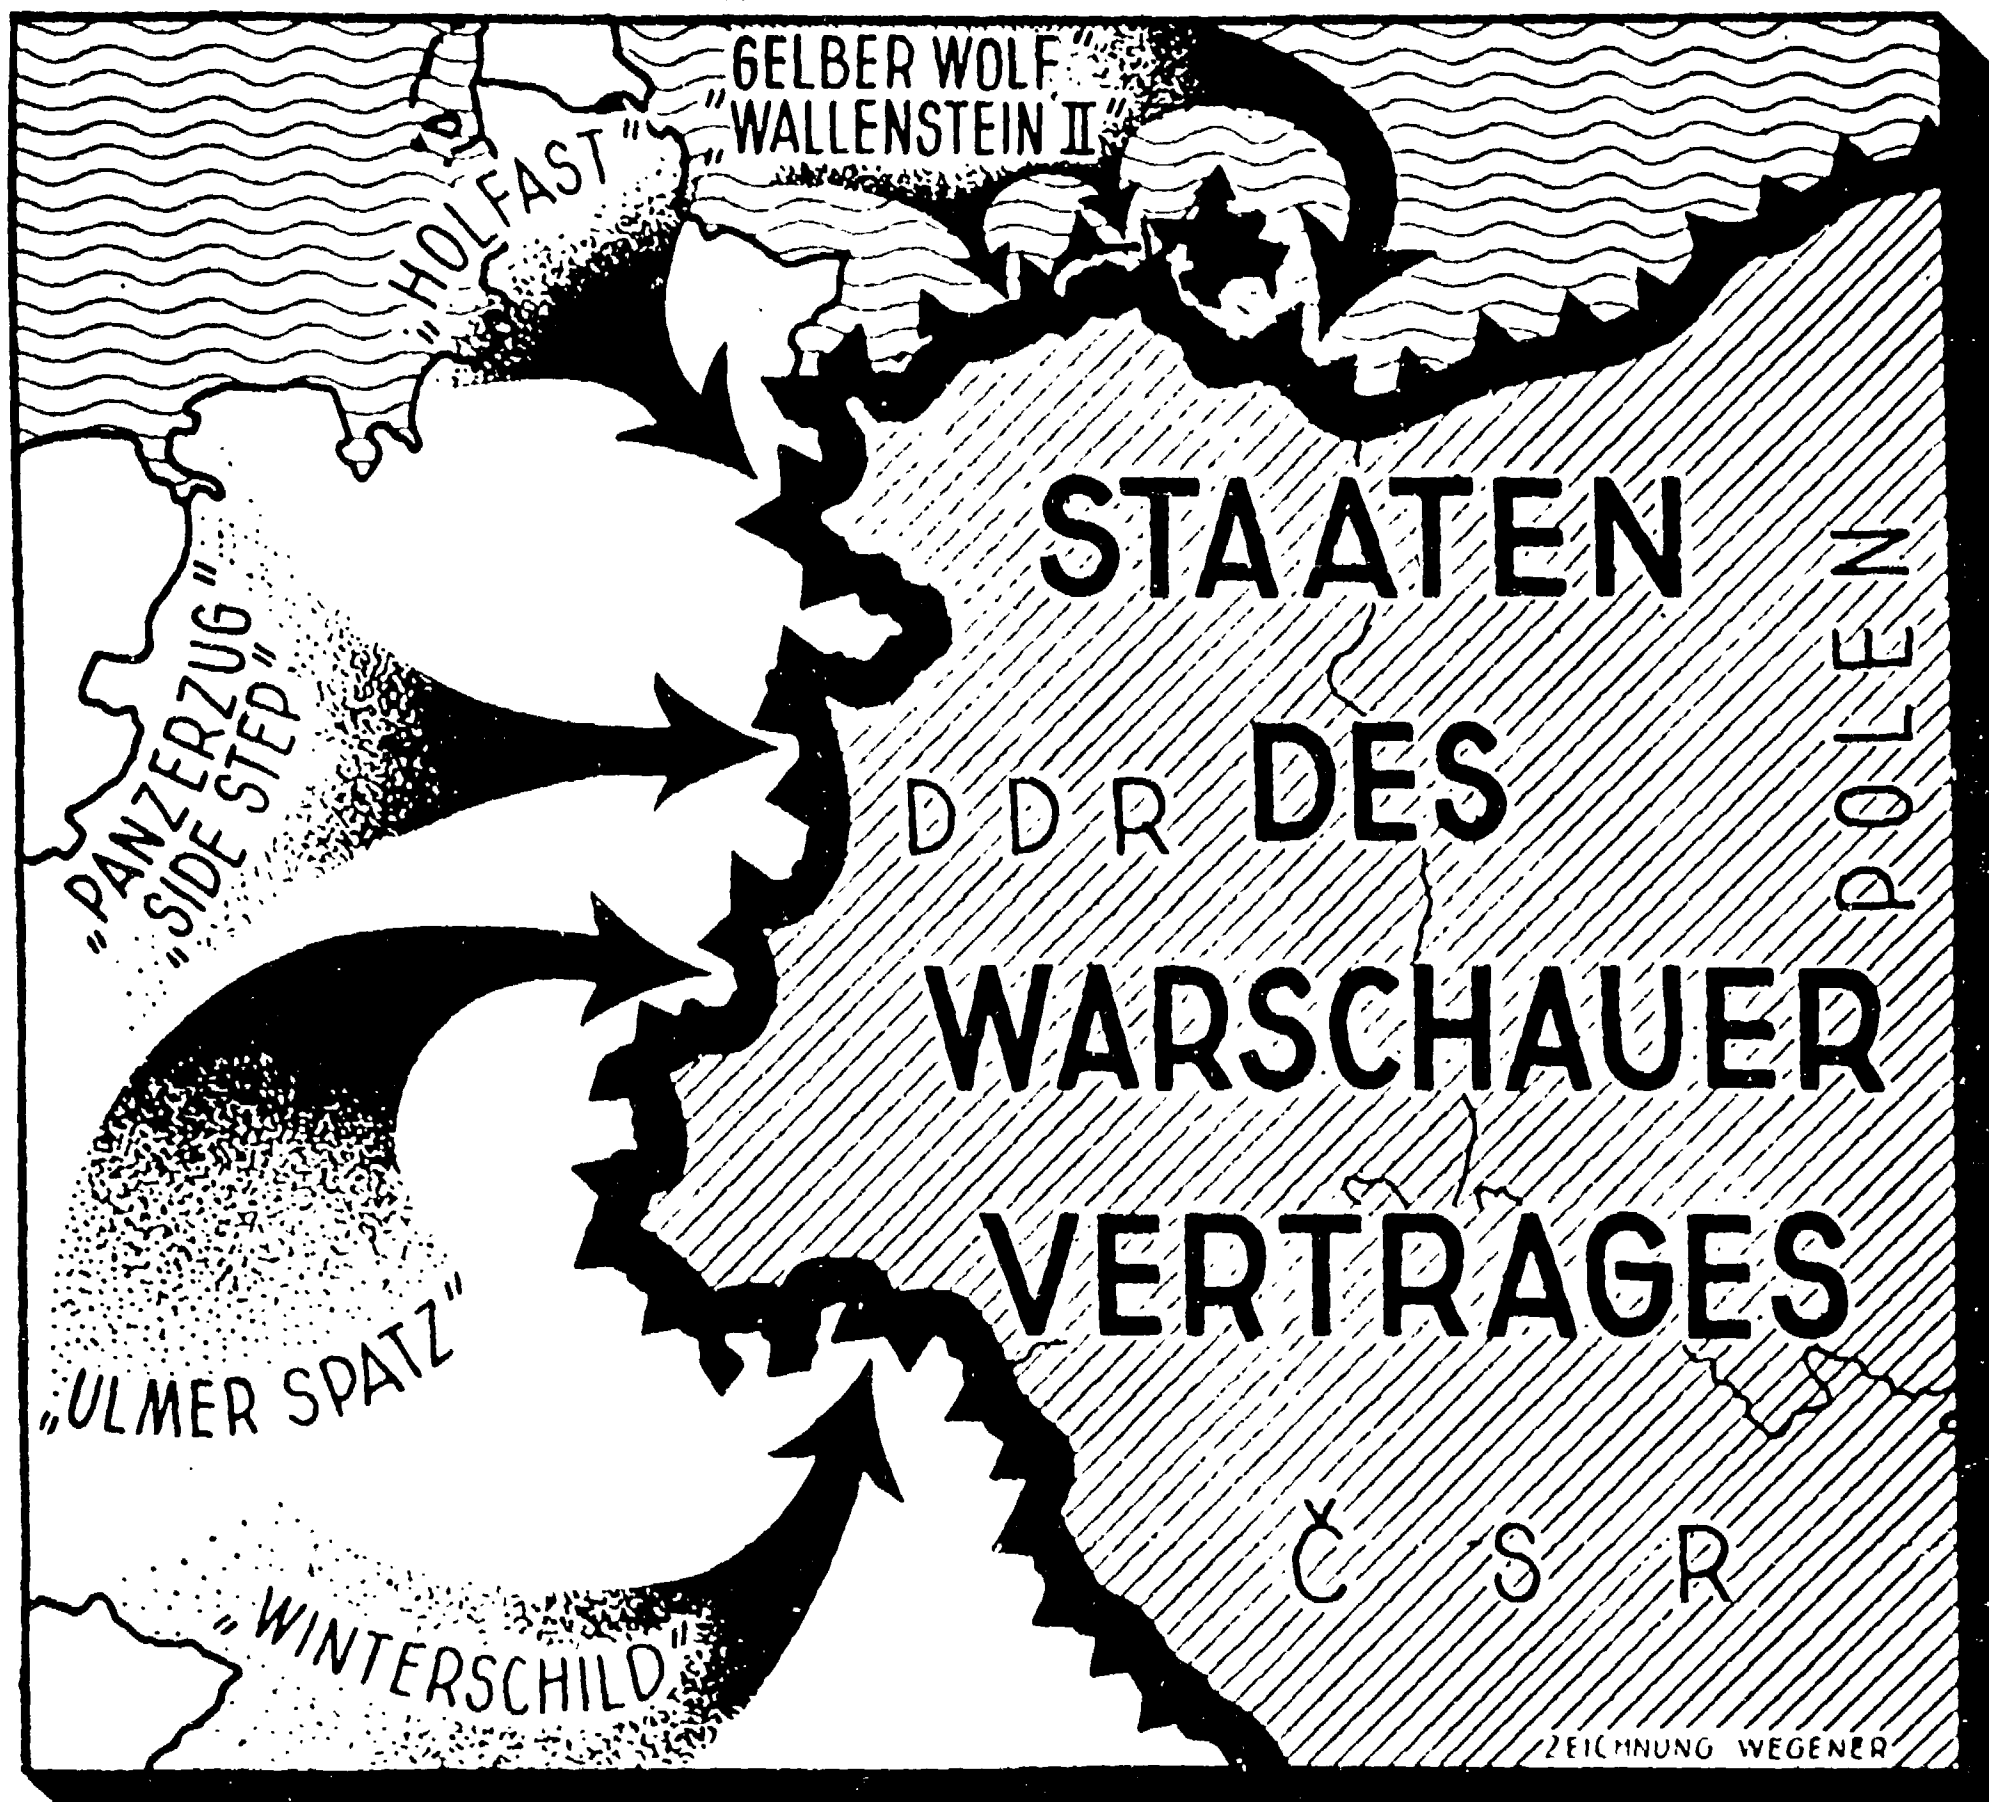 GELBER WOLF"
"WALLENSTEIN II"
"HOLFAST"
"PANZERZUG"
"SIDE STEP"
"ULMER SPATZ"
"WINTERSCHILD"
STAATEN
DES
WARSCHAUER
VERTRAGES
DDR
POLEN
ČSR
ZEICHNUNG WEGENER